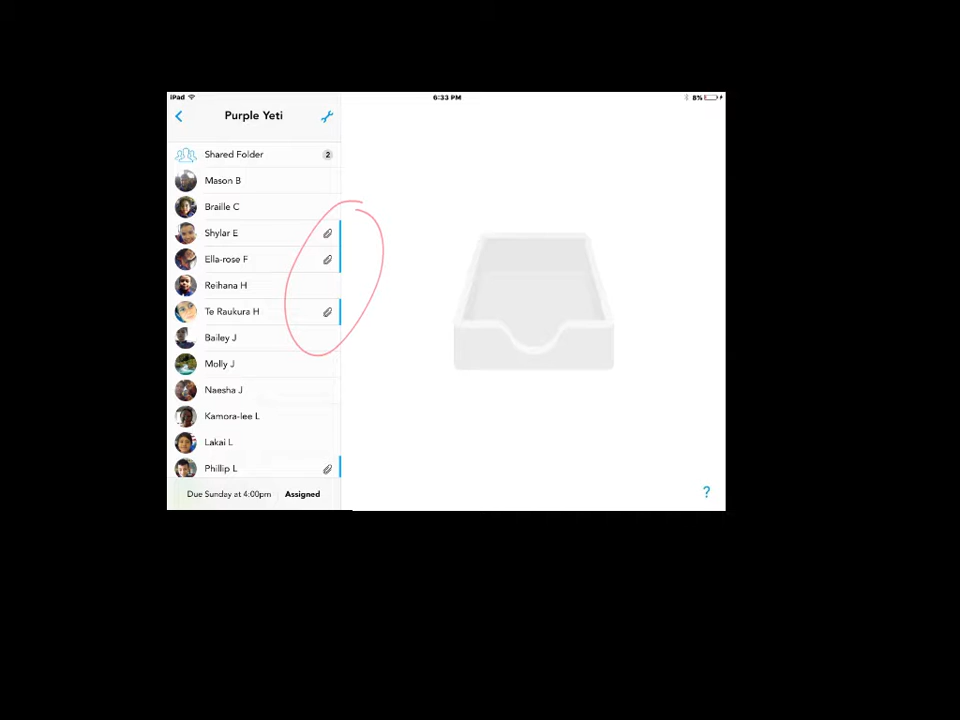 iPad 6:33 PM 8%
Purple Yeti
Shared Folder 2
Mason B
Braille C
Shylar E
Ella-rose F
Reihana H
Te Raukura H
Bailey J
Molly J
Naesha J
Kamora-lee L
Lakai L
Phillip L
Due Sunday at 4:00pm Assigned
?